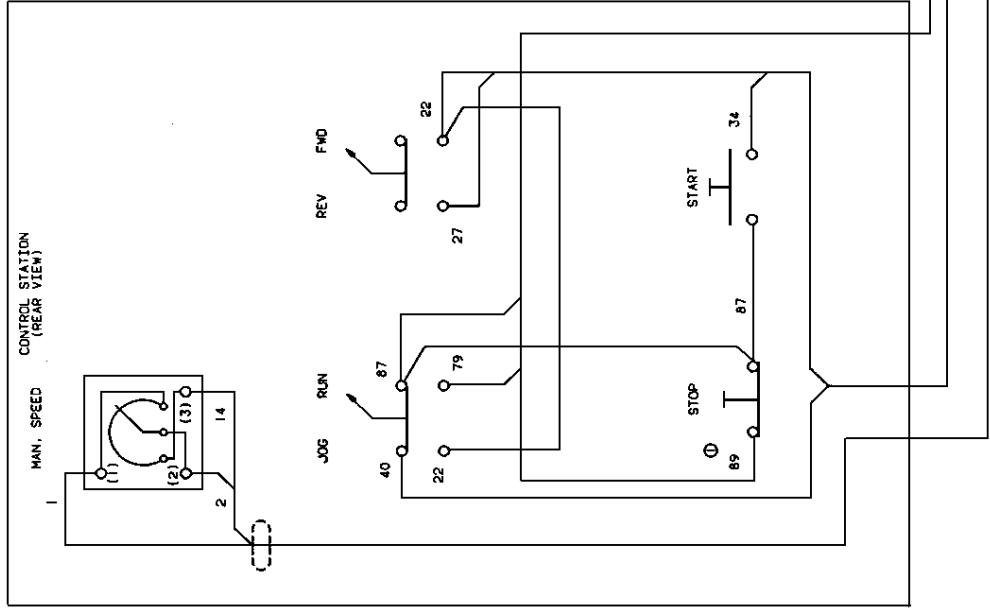 CONTROL STATION
(REAR VIEW)
MAN. SPEED
(1)
(2)
(3)
1
2
14
REV
FWD
22
27
JOG
RUN
87
79
40
22
START
34
87
STOP
1
89